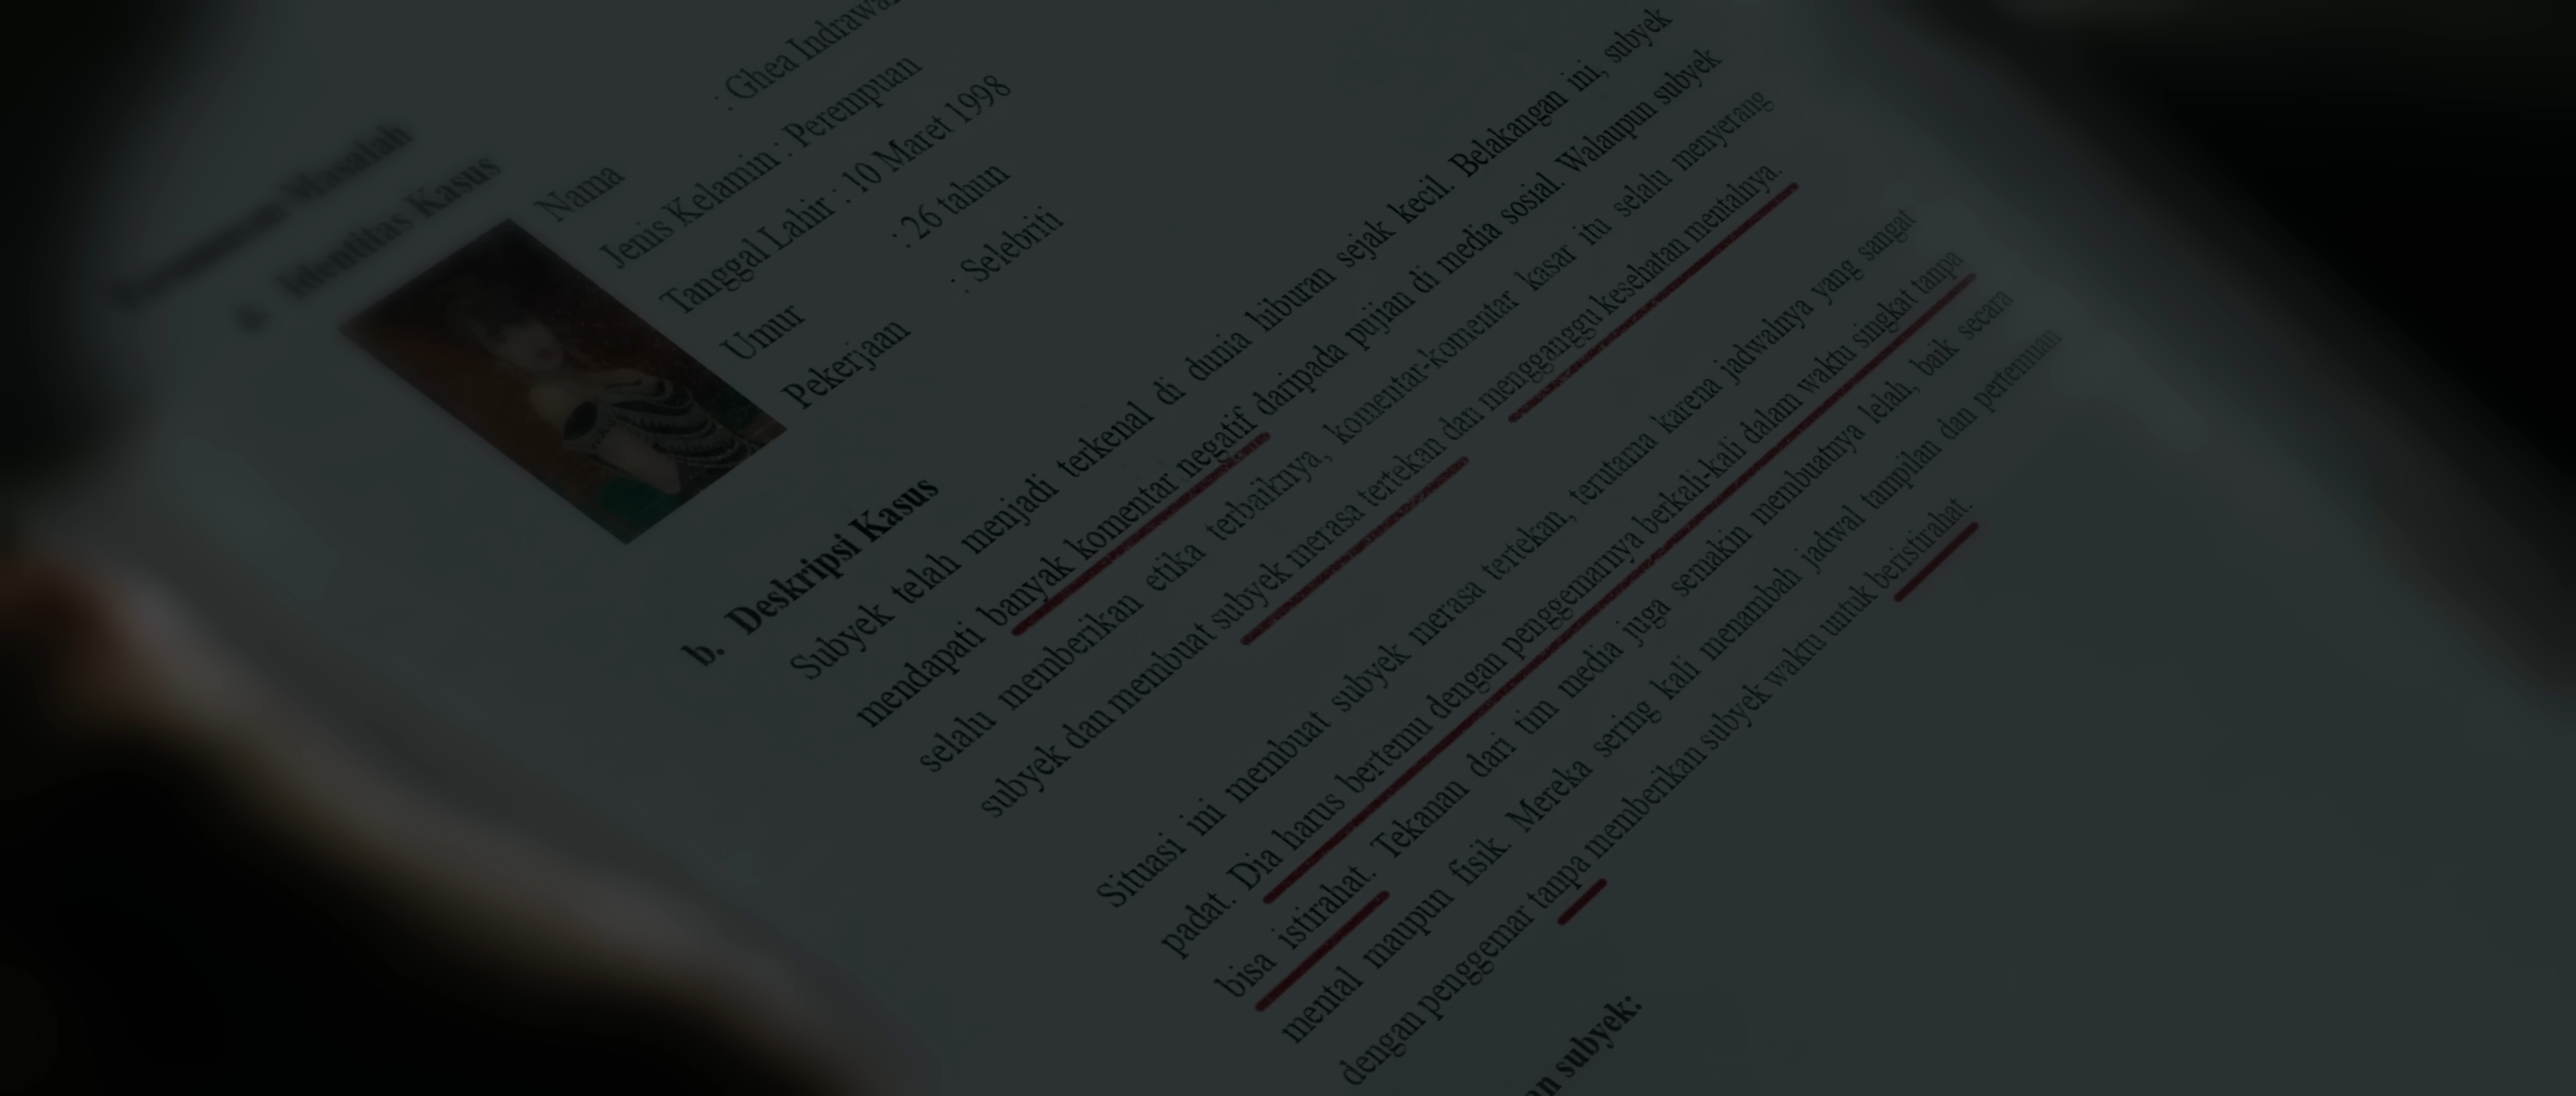 Masalah
Identitas Kasus
Nama : Ghea Indrawa
Jenis Kelamin : Perempuan
Tanggal Lahir : 10 Maret 1998
Umur : 26 tahun
Pekerjaan : Selebriti
b. Deskripsi Kasus
Subyek telah menjadi terkenal di dunia hiburan sejak kecil. Belakangan ini, subyek
mendapati banyak komentar negatif daripada pujian di media sosial. Walaupun subyek
selalu memberikan etika terbaiknya, komentar-komentar kasar itu selalu menyerang
subyek dan membuat subyek merasa tertekan dan mengganggu kesehatan mentalnya.
Situasi ini membuat subyek merasa tertekan, terutama karena jadwalnya yang sangat
padat. Dia harus bertemu dengan penggemarnya berkali-kali dalam waktu singkat tanpa
bisa istirahat. Tekanan dari tim media juga semakin membuatnya lelah, baik secara
mental maupun fisik. Mereka sering kali menambah jadwal tampilan dan pertemuan
dengan penggemar tanpa memberikan subyek waktu untuk beristirahat.
an subyek: